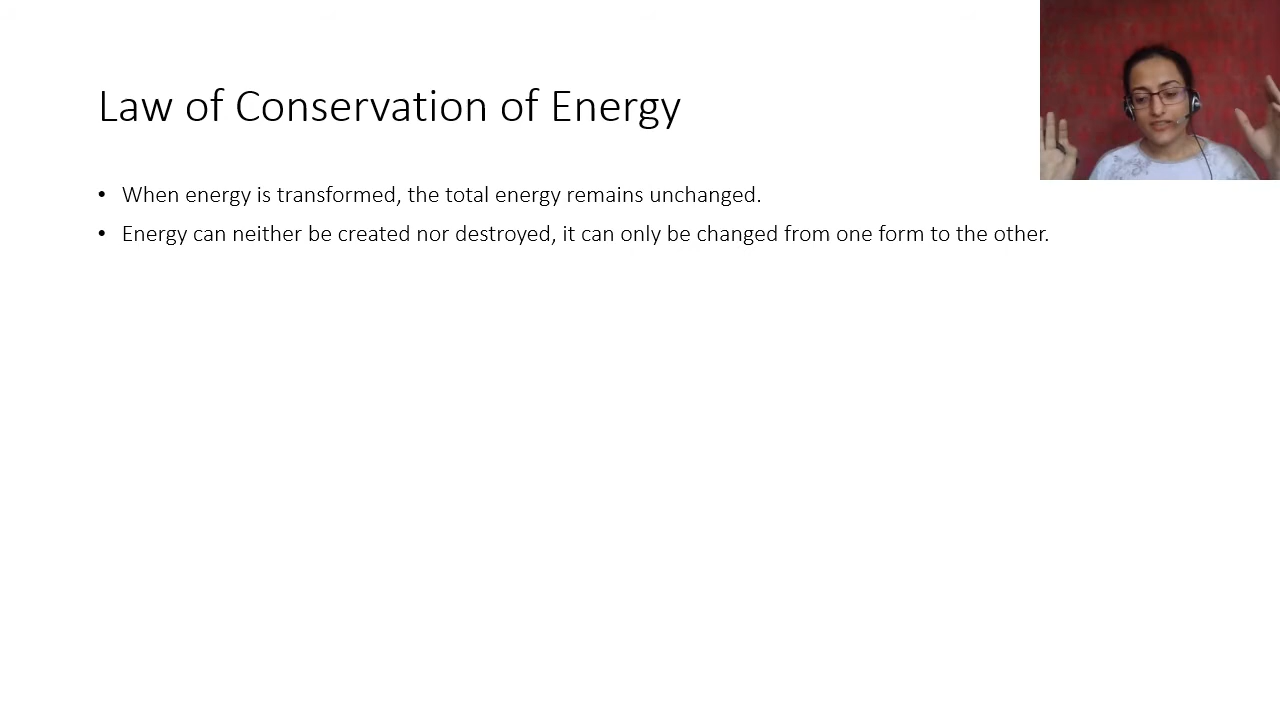 Law of Conservation of Energy
• When energy is transformed, the total energy remains unchanged.
• Energy can neither be created nor destroyed, it can only be changed from one form to the other.